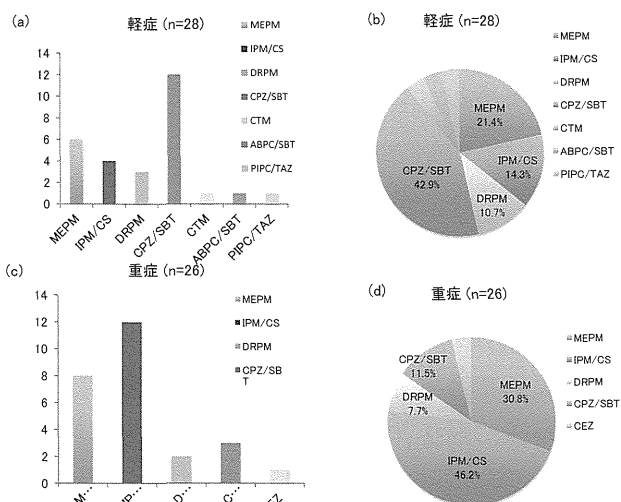 (a)
軽症 (n=28)
14
12
10
8
6
4
2
0
MEPM
IPM/CS
DRPM
CPZ/SBT
CTM
ABPC/SBT
PIPC/TAZ
MEPM
IPM/CS
DRPM
CPZ/SBT
CTM
ABPC/SBT
PIPC/TAZ
(b)
軽症 (n=28)
MEPM
21.4%
IPM/CS
14.3%
DRPM
10.7%
CPZ/SBT
42.9%
MEPM
IPM/CS
DRPM
CPZ/SBT
CTM
ABPC/SBT
PIPC/TAZ
(c)
重症 (n=26)
14
12
10
8
6
4
2
0
M…
IP…
D…
C…
MEPM
IPM/CS
DRPM
CPZ/SB
T
(d)
重症 (n=26)
CPZ/SBT
11.5%
MEPM
30.8%
DRPM
7.7%
IPM/CS
46.2%
MEPM
IPM/CS
DRPM
CPZ/SBT
CEZ